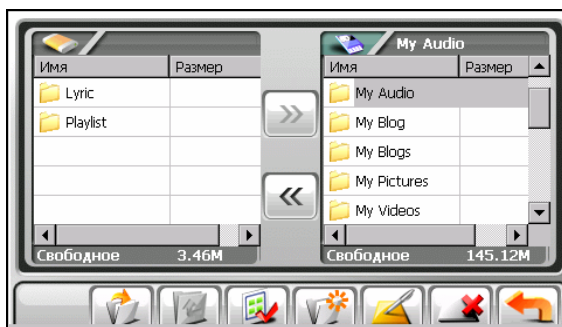 My Audio
Имя Размер
Lyric
Playlist
Свободное 3.46M
Имя Размер
My Audio
My Blog
My Blogs
My Pictures
My Videos
Свободное 145.12M